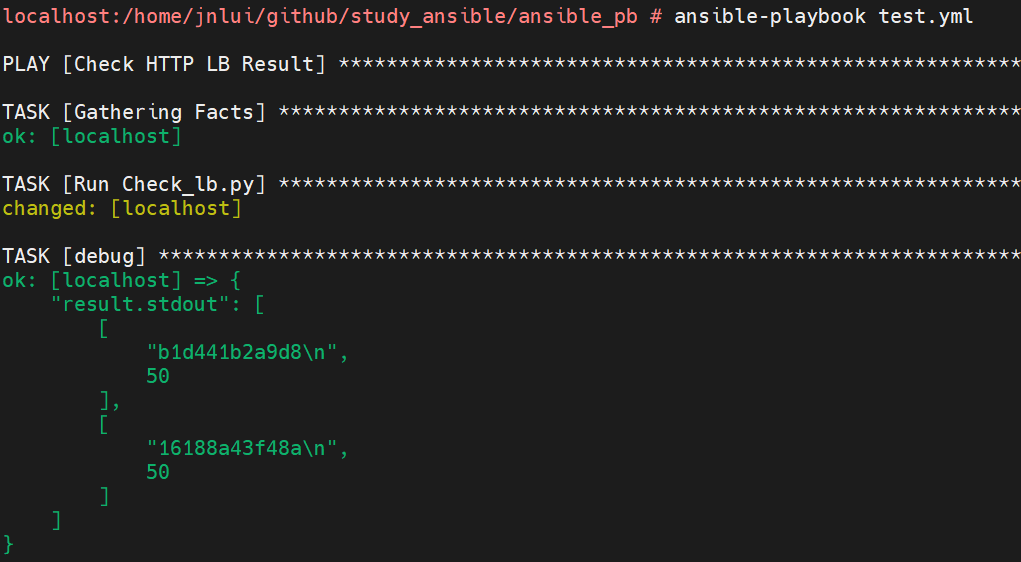 localhost:/home/jnlui/github/study_ansible/ansible_pb # ansible-playbook test.yml
PLAY [Check HTTP LB Result] *********************************************************
TASK [Gathering Facts] **************************************************************
ok: [localhost]
TASK [Run Check_lb.py] **************************************************************
changed: [localhost]
TASK [debug] ************************************************************************
ok: [localhost] => {
    "result.stdout": [
        [
            "b1d441b2a9d8\n",
            50
        ],
        [
            "16188a43f48a\n",
            50
        ]
    ]
}